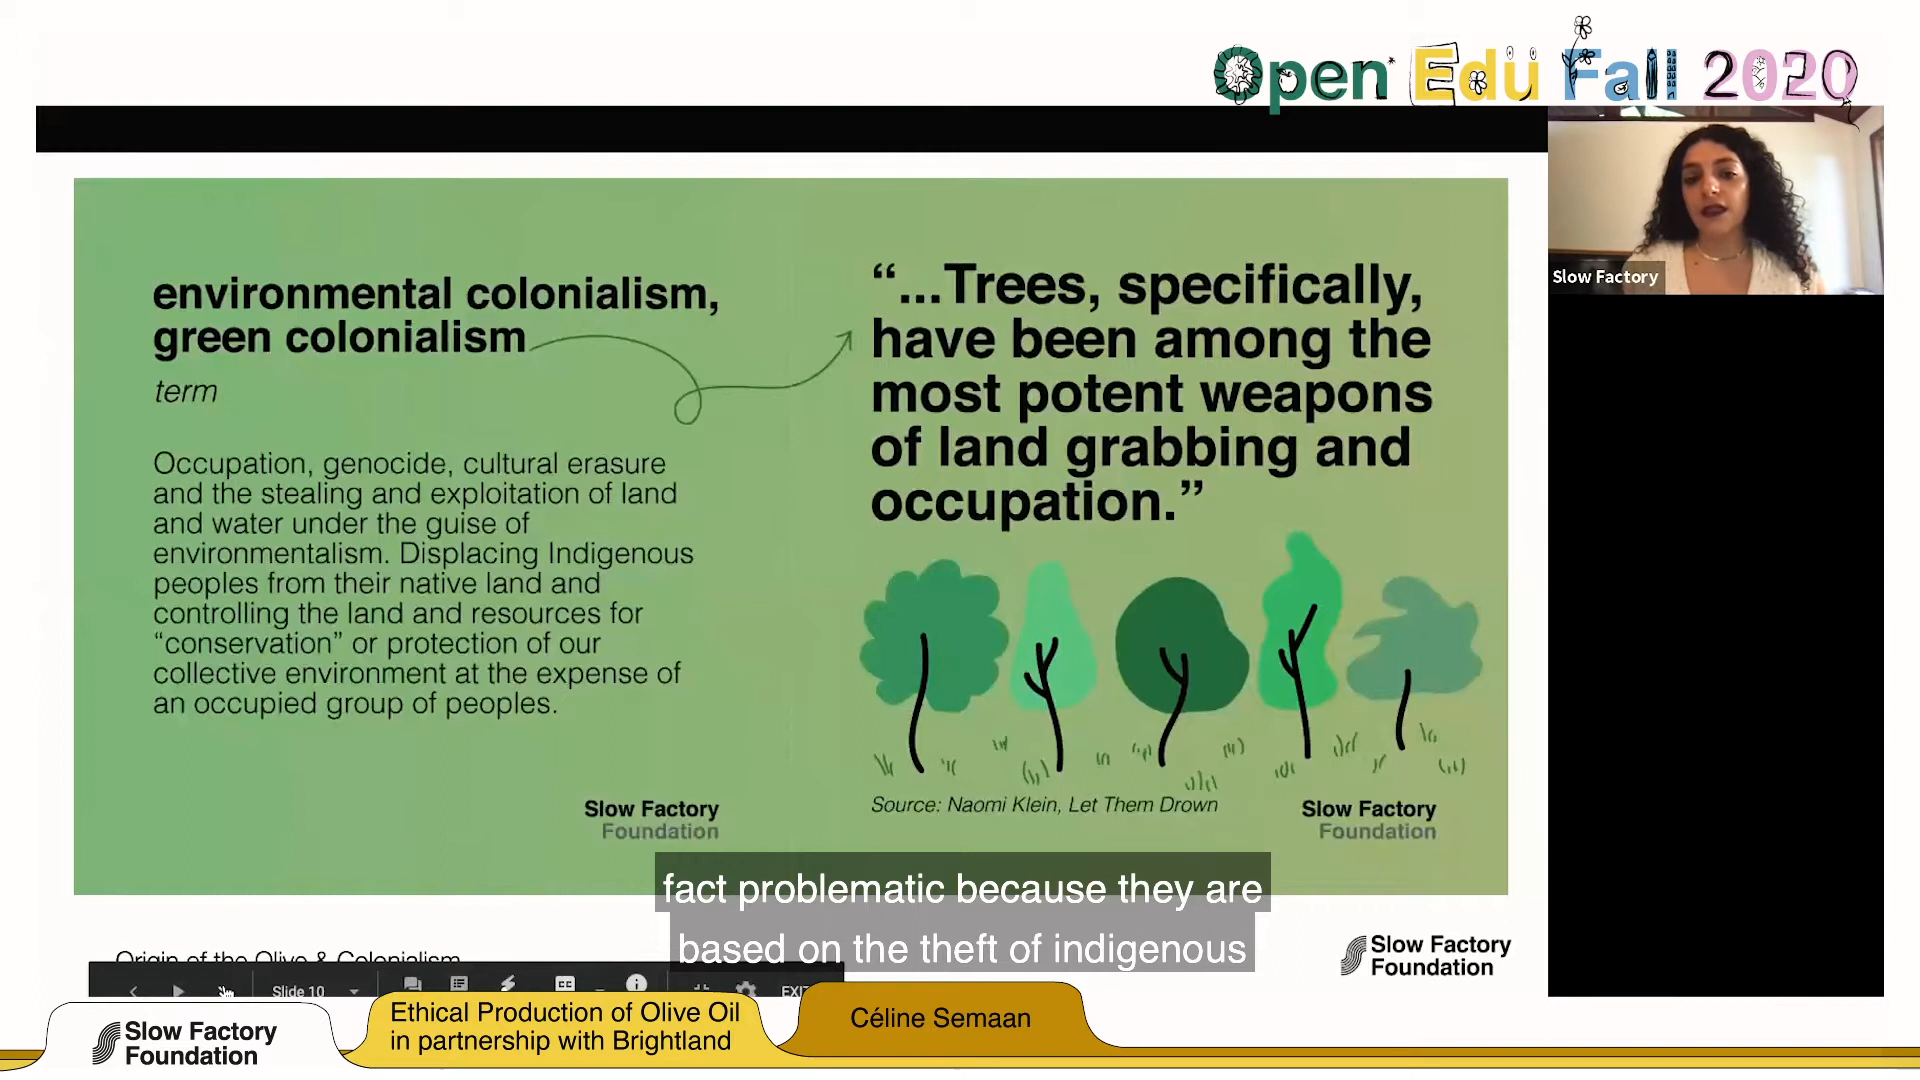 Open Edu Fall 2020
Slow Factory
environmental colonialism,
green colonialism
term
Occupation, genocide, cultural erasure
and the stealing and exploitation of land
and water under the guise of
environmentalism. Displacing Indigenous
peoples from their native land and
controlling the land and resources for
“conservation” or protection of our
collective environment at the expense of
an occupied group of peoples.
Slow Factory
Foundation
“...Trees, specifically,
have been among the
most potent weapons
of land grabbing and
occupation.”
Source: Naomi Klein, Let Them Drown
Slow Factory
Foundation
fact problematic because they are
based on the theft of indigenous
Origin of the Olive & Colonialism
Slow Factory
Foundation
Slide 10
EXIT
Slow Factory
Foundation
Ethical Production of Olive Oil
in partnership with Brightland
Céline Semaan